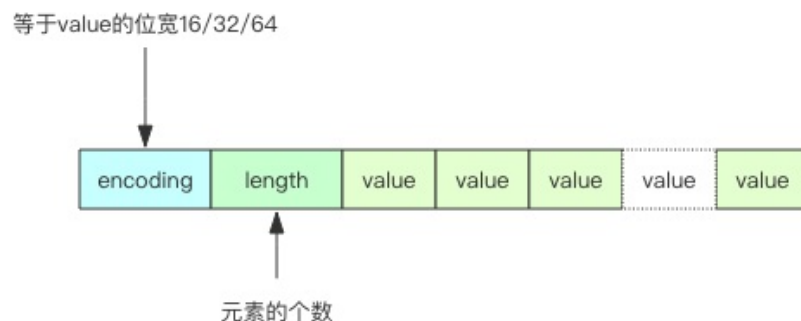 等于value的位宽16/32/64
encoding length value value value value value
元素的个数